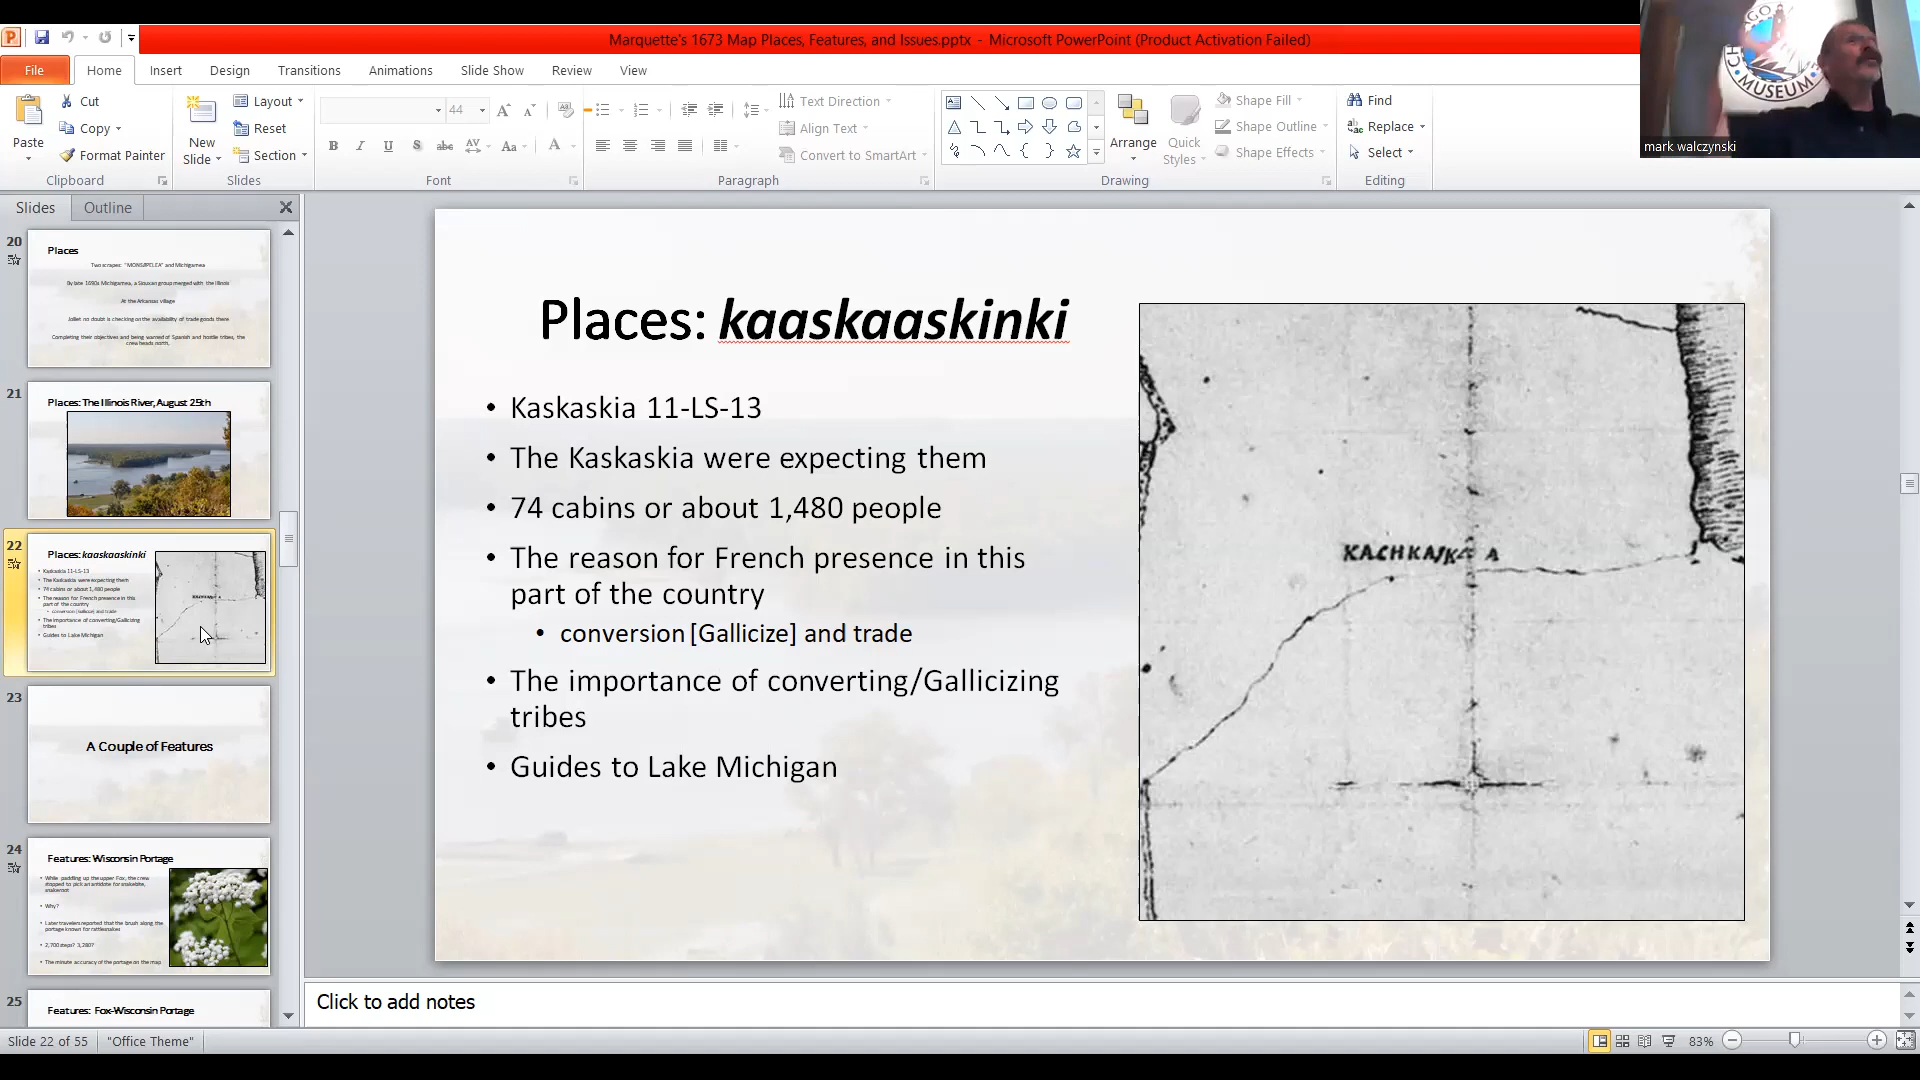 Marquette's 1673 Map Places, Features, and Issues.pptx - Microsoft PowerPoint (Product Activation Failed)
File Home Insert Design Transitions Animations Slide Show Review View
Paste
Cut
Copy
Format Painter
Clipboard
New Slide
Layout
Reset
Section
Slides
44
Font
Text Direction
Align Text
Convert to SmartArt
Paragraph
Arrange
Quick Styles
Shape Fill
Shape Outline
Shape Effects
Drawing
Find
Replace
Select
Editing
MUSEUM
mark walczynski
Slides Outline
20
Places
Two scrapes: "MONSȢPELEA" and Michigamea
By late 1690s Michigamea, a Siouxan group merged with the Illinois
At the Arkansas village
Jolliet no doubt is checking on the availability of trade goods there
Completing their objectives and being warned of Spanish and hostile tribes, the
crew heads north,
21
Places: The Illinois River, August 25th
22
Places: kaaskaaskinki
Kaskaskia 11-LS-13
The Kaskaskia were expecting them
74 cabins or about 1,480 people
The reason for French presence in this
part of the country
conversion [Gallicize] and trade
The importance of converting/Gallicizing
tribes
Guides to Lake Michigan
23
A Couple of Features
24
Features: Wisconsin Portage
While paddling up the upper Fox, the crew
stopped to pick an antidote for snakebite,
snakeroot
Why?
Later travelers reported that the brush along the
portage known for rattlesnakes
2,700 steps? 3,280?
The minute accuracy of the portage on the map
25
Features: Fox-Wisconsin Portage
Places: kaaskaaskinki
• Kaskaskia 11-LS-13
• The Kaskaskia were expecting them
• 74 cabins or about 1,480 people
• The reason for French presence in this
part of the country
• conversion [Gallicize] and trade
• The importance of converting/Gallicizing
tribes
• Guides to Lake Michigan
KACHKASKA A
Click to add notes
Slide 22 of 55 "Office Theme" 83%